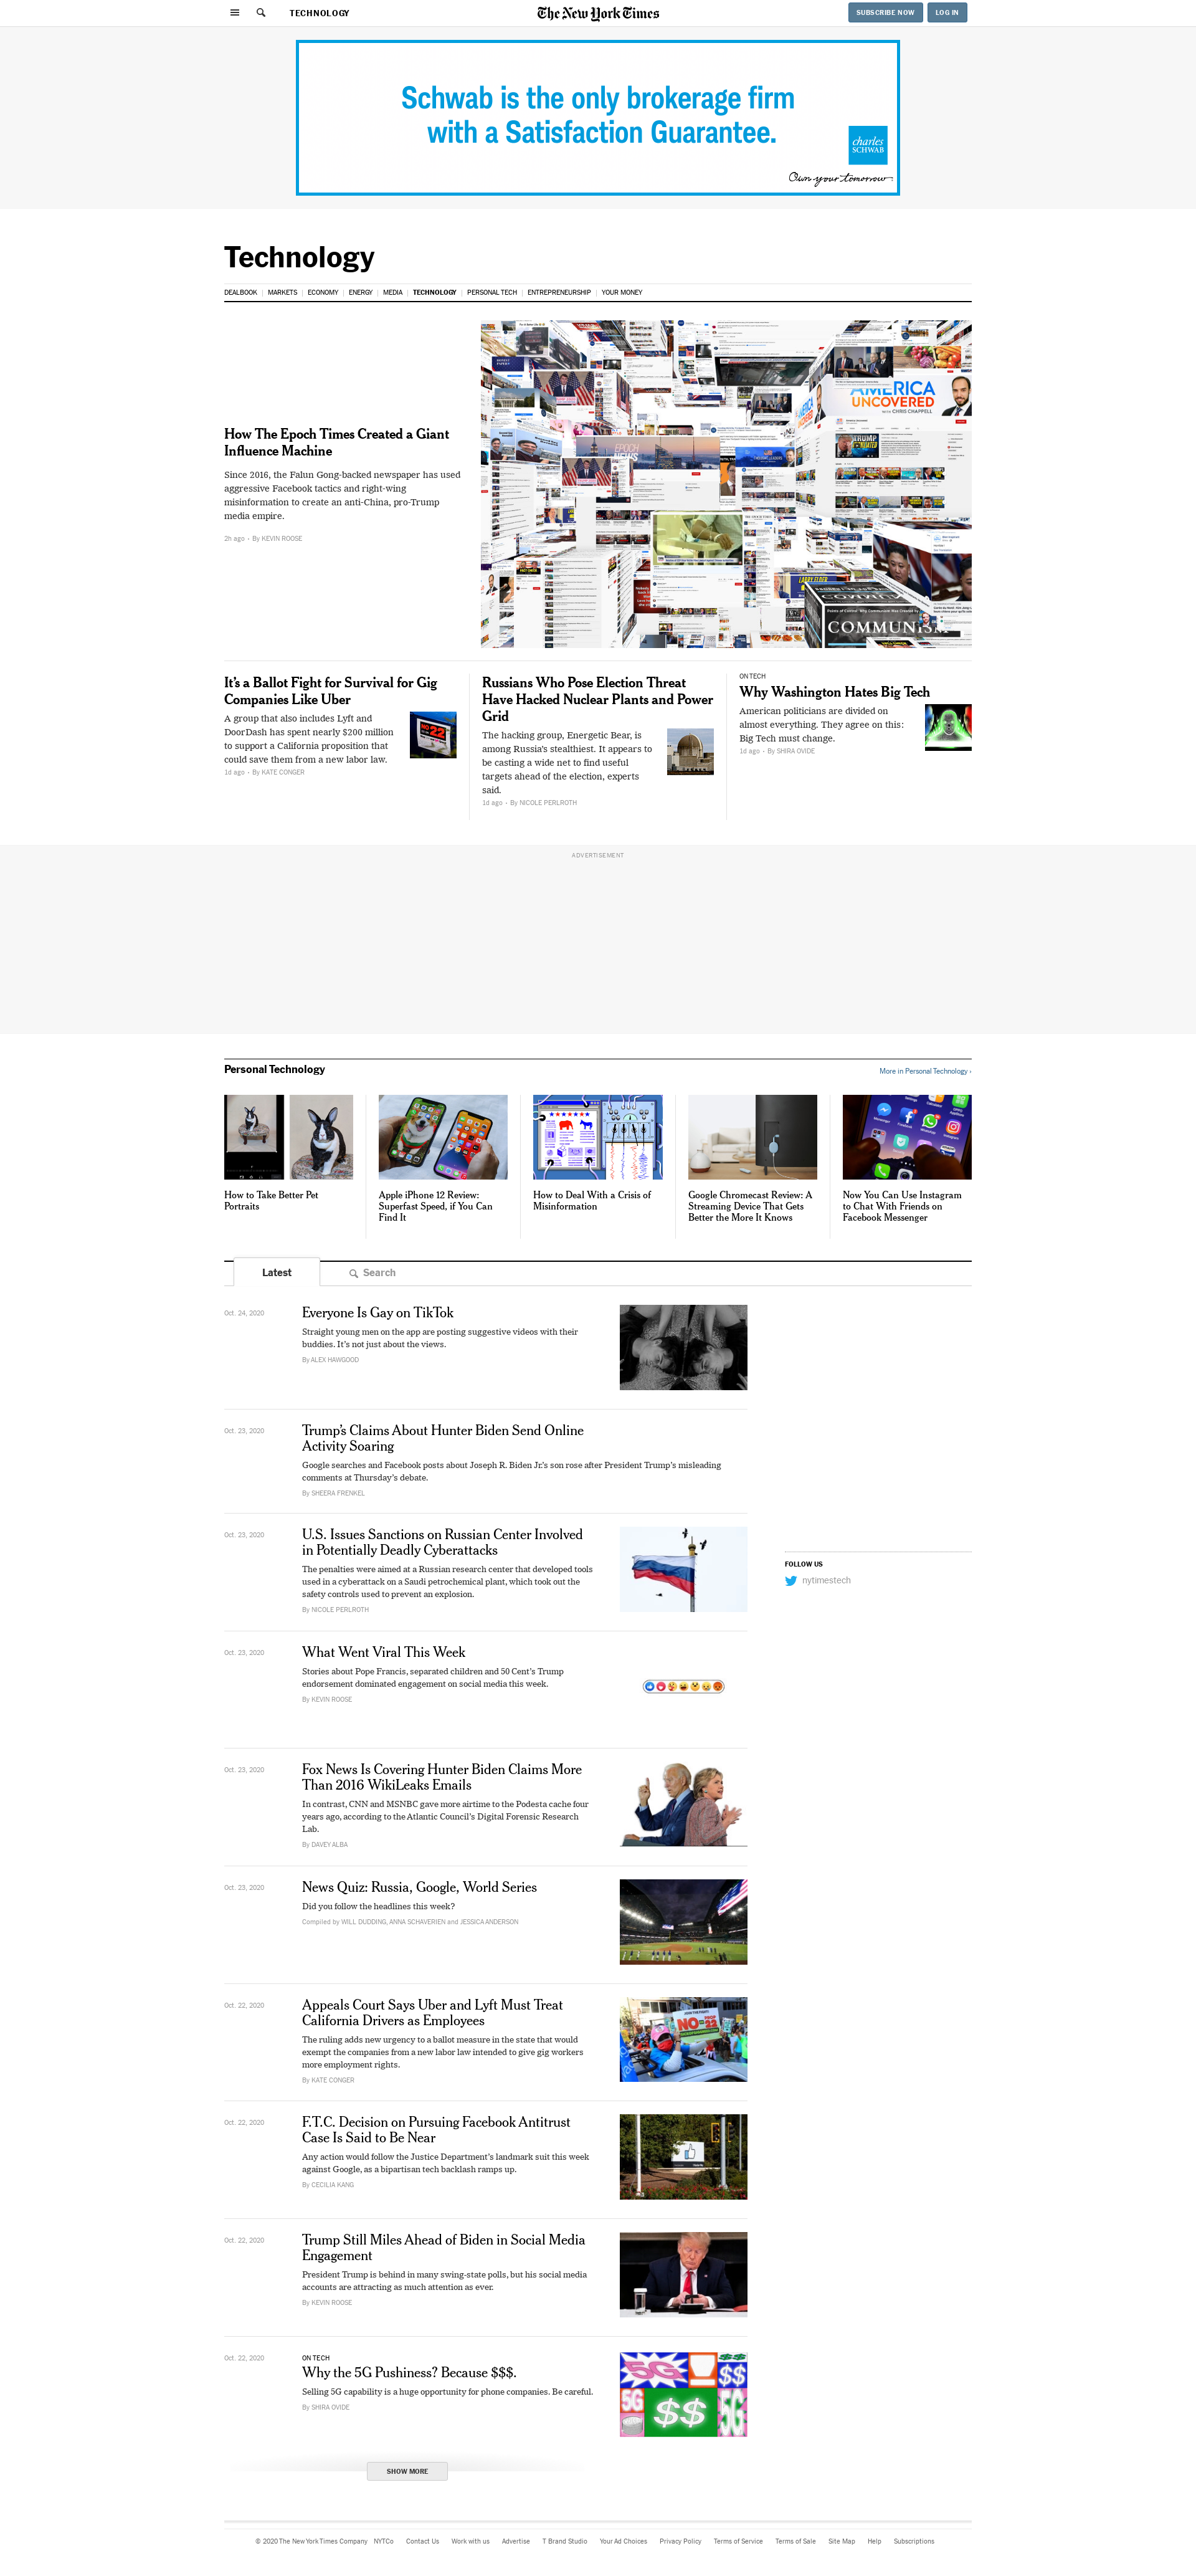 TECHNOLOGY
The New York Times
SUBSCRIBE NOW
LOG IN
Schwab is the only brokerage firm
with a Satisfaction Guarantee.
charles
SCHWAB
Own your tomorrow.
Technology
DEALBOOK | MARKETS | ECONOMY | ENERGY | MEDIA | TECHNOLOGY | PERSONAL TECH | ENTREPRENEURSHIP | YOUR MONEY
How The Epoch Times Created a Giant
Influence Machine
Since 2016, the Falun Gong-backed newspaper has used
aggressive Facebook tactics and right-wing
misinformation to create an anti-China, pro-Trump
media empire.
2h ago • By KEVIN ROOSE
AMERICA
UNCOVERED
WITH CHRIS CHAPPELL
EPOCH
NEWS
LARRY ELDER
COMMUNISM
It’s a Ballot Fight for Survival for Gig
Companies Like Uber
A group that also includes Lyft and
DoorDash has spent nearly $200 million
to support a California proposition that
could save them from a new labor law.
1d ago • By KATE CONGER
NO 22
Russians Who Pose Election Threat
Have Hacked Nuclear Plants and Power
Grid
The hacking group, Energetic Bear, is
among Russia’s stealthiest. It appears to
be casting a wide net to find useful
targets ahead of the election, experts
said.
1d ago • By NICOLE PERLROTH
ON TECH
Why Washington Hates Big Tech
American politicians are divided on
almost everything. They agree on this:
Big Tech must change.
1d ago • By SHIRA OVIDE
ADVERTISEMENT
Personal Technology
More in Personal Technology ›
How to Take Better Pet
Portraits
Apple iPhone 12 Review:
Superfast Speed, if You Can
Find It
How to Deal With a Crisis of
Misinformation
Google Chromecast Review: A
Streaming Device That Gets
Better the More It Knows
Now You Can Use Instagram
to Chat With Friends on
Facebook Messenger
Latest
Search
Oct. 24, 2020
Everyone Is Gay on TikTok
Straight young men on the app are posting suggestive videos with their
buddies. It’s not just about the views.
By ALEX HAWGOOD
Oct. 23, 2020
Trump’s Claims About Hunter Biden Send Online
Activity Soaring
Google searches and Facebook posts about Joseph R. Biden Jr.’s son rose after President Trump’s misleading
comments at Thursday’s debate.
By SHEERA FRENKEL
Oct. 23, 2020
U.S. Issues Sanctions on Russian Center Involved
in Potentially Deadly Cyberattacks
The penalties were aimed at a Russian research center that developed tools
used in a cyberattack on a Saudi petrochemical plant, which took out the
safety controls used to prevent an explosion.
By NICOLE PERLROTH
FOLLOW US
nytimestech
Oct. 23, 2020
What Went Viral This Week
Stories about Pope Francis, separated children and 50 Cent’s Trump
endorsement dominated engagement on social media this week.
By KEVIN ROOSE
Oct. 23, 2020
Fox News Is Covering Hunter Biden Claims More
Than 2016 WikiLeaks Emails
In contrast, CNN and MSNBC gave more airtime to the Podesta cache four
years ago, according to the Atlantic Council’s Digital Forensic Research
Lab.
By DAVEY ALBA
Oct. 23, 2020
News Quiz: Russia, Google, World Series
Did you follow the headlines this week?
Compiled by WILL DUDDING, ANNA SCHAVERIEN and JESSICA ANDERSON
Oct. 22, 2020
Appeals Court Says Uber and Lyft Must Treat
California Drivers as Employees
The ruling adds new urgency to a ballot measure in the state that would
exempt the companies from a new labor law intended to give gig workers
more employment rights.
By KATE CONGER
Oct. 22, 2020
F.T.C. Decision on Pursuing Facebook Antitrust
Case Is Said to Be Near
Any action would follow the Justice Department’s landmark suit this week
against Google, as a bipartisan tech backlash ramps up.
By CECILIA KANG
Oct. 22, 2020
Trump Still Miles Ahead of Biden in Social Media
Engagement
President Trump is behind in many swing-state polls, but his social media
accounts are attracting as much attention as ever.
By KEVIN ROOSE
Oct. 22, 2020
ON TECH
Why the 5G Pushiness? Because $$$.
Selling 5G capability is a huge opportunity for phone companies. Be careful.
By SHIRA OVIDE
5G
$$
5G
$$
5G
SHOW MORE
© 2020 The New York Times Company NYTCo Contact Us Work with us Advertise T Brand Studio Your Ad Choices Privacy Policy Terms of Service Terms of Sale Site Map Help Subscriptions